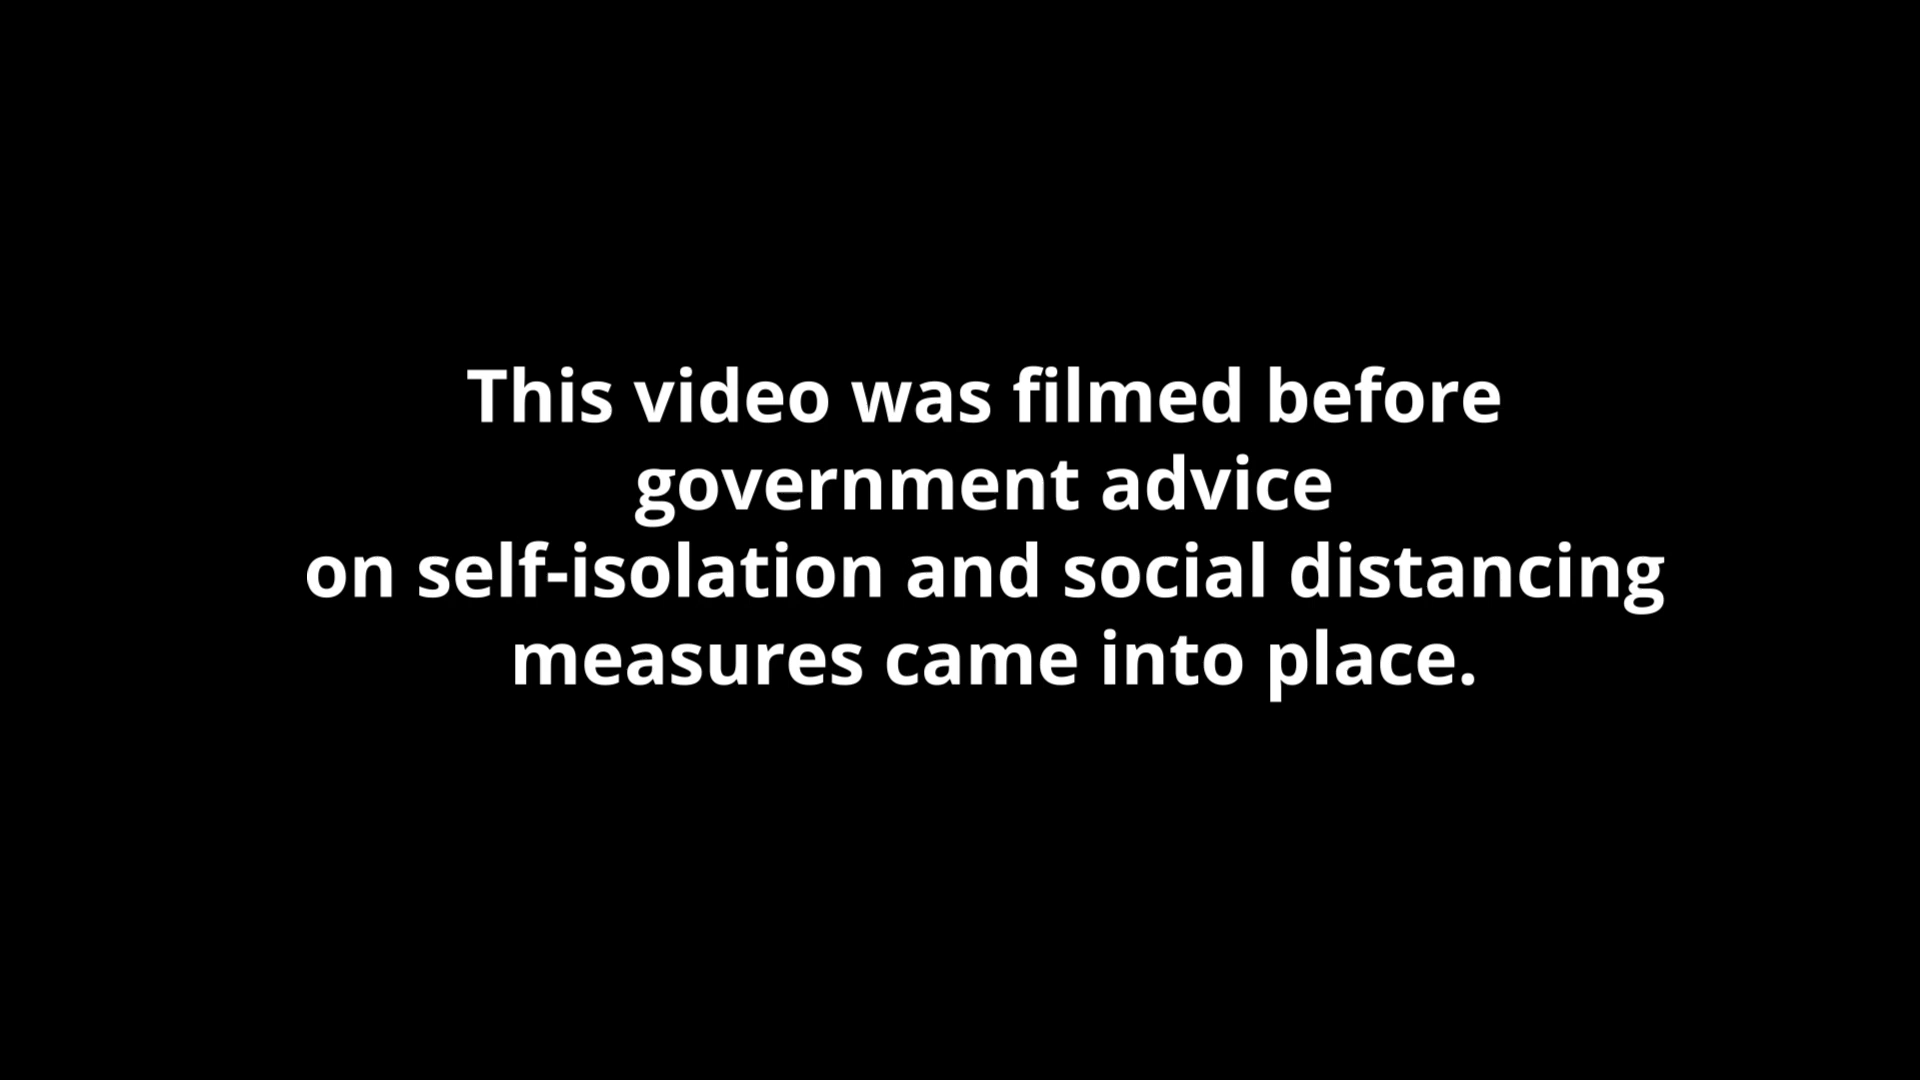 This video was filmed before
government advice
on self-isolation and social distancing
measures came into place.